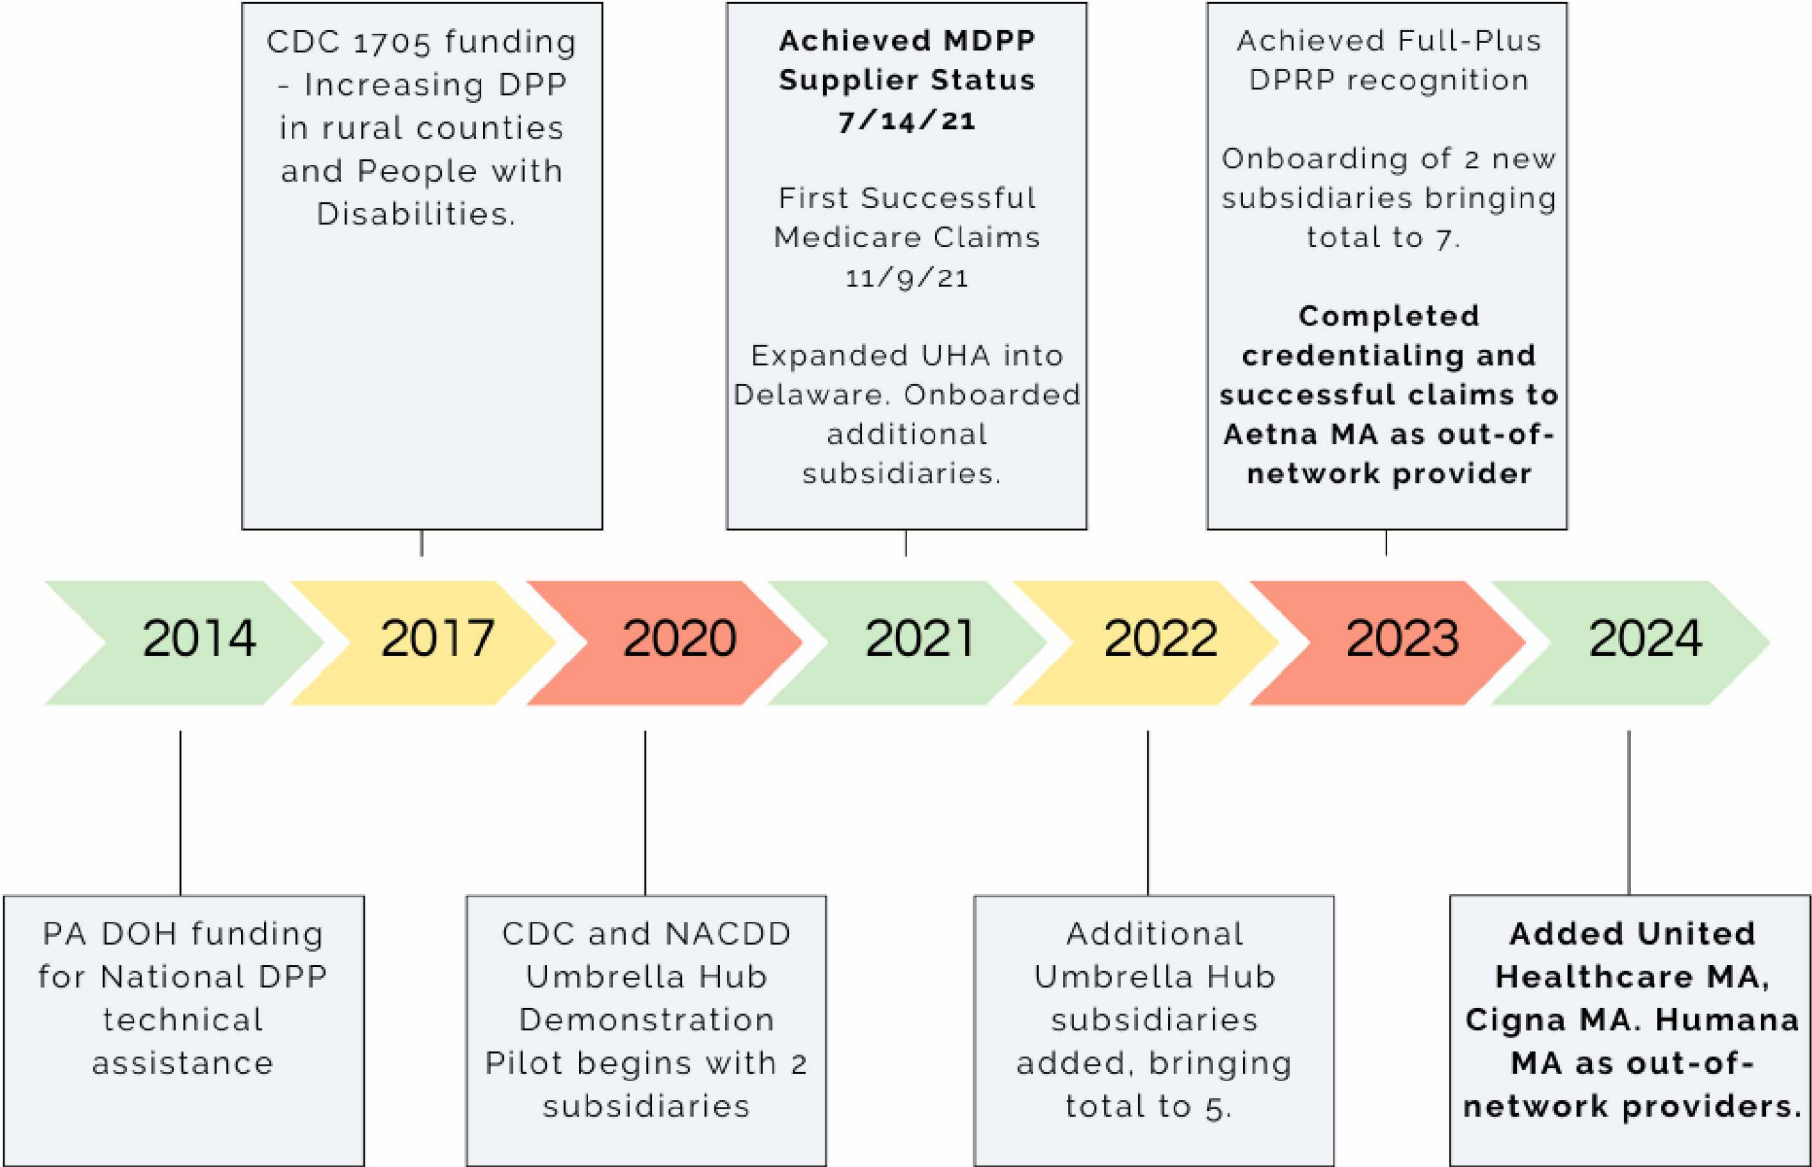 CDC 1705 funding
- Increasing DPP
in rural counties
and People with
Disabilities.
Achieved MDPP
Supplier Status
7/14/21
First Successful
Medicare Claims
11/9/21
Expanded UHA into
Delaware. Onboarded
additional
subsidiaries.
Achieved Full-Plus
DPRP recognition
Onboarding of 2 new
subsidiaries bringing
total to 7.
Completed
credentialing and
successful claims to
Aetna MA as out-of-
network provider
2014
2017
2020
2021
2022
2023
2024
PA DOH funding
for National DPP
technical
assistance
CDC and NACDD
Umbrella Hub
Demonstration
Pilot begins with 2
subsidiaries
Additional
Umbrella Hub
subsidiaries
added, bringing
total to 5.
Added United
Healthcare MA,
Cigna MA. Humana
MA as out-of-
network providers.